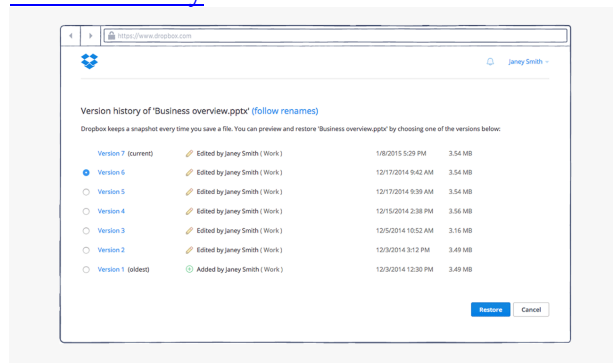 https://www.dropbox.com
Janey Smith
Version history of 'Business overview.pptx' (follow renames)
Dropbox keeps a snapshot every time you save a file. You can preview and restore 'Business overview.pptx' by choosing one of the versions below:
Version 7 (current) Edited by Janey Smith ( Work ) 1/8/2015 5:29 PM 3.54 MB
Version 6 Edited by Janey Smith ( Work ) 12/17/2014 9:42 AM 3.54 MB
Version 5 Edited by Janey Smith ( Work ) 12/17/2014 9:39 AM 3.54 MB
Version 4 Edited by Janey Smith ( Work ) 12/15/2014 2:38 PM 3.56 MB
Version 3 Edited by Janey Smith ( Work ) 12/5/2014 10:52 AM 3.16 MB
Version 2 Edited by Janey Smith ( Work ) 12/3/2014 3:12 PM 3.49 MB
Version 1 (oldest) Added by Janey Smith ( Work ) 12/3/2014 12:30 PM 3.49 MB
Restore Cancel